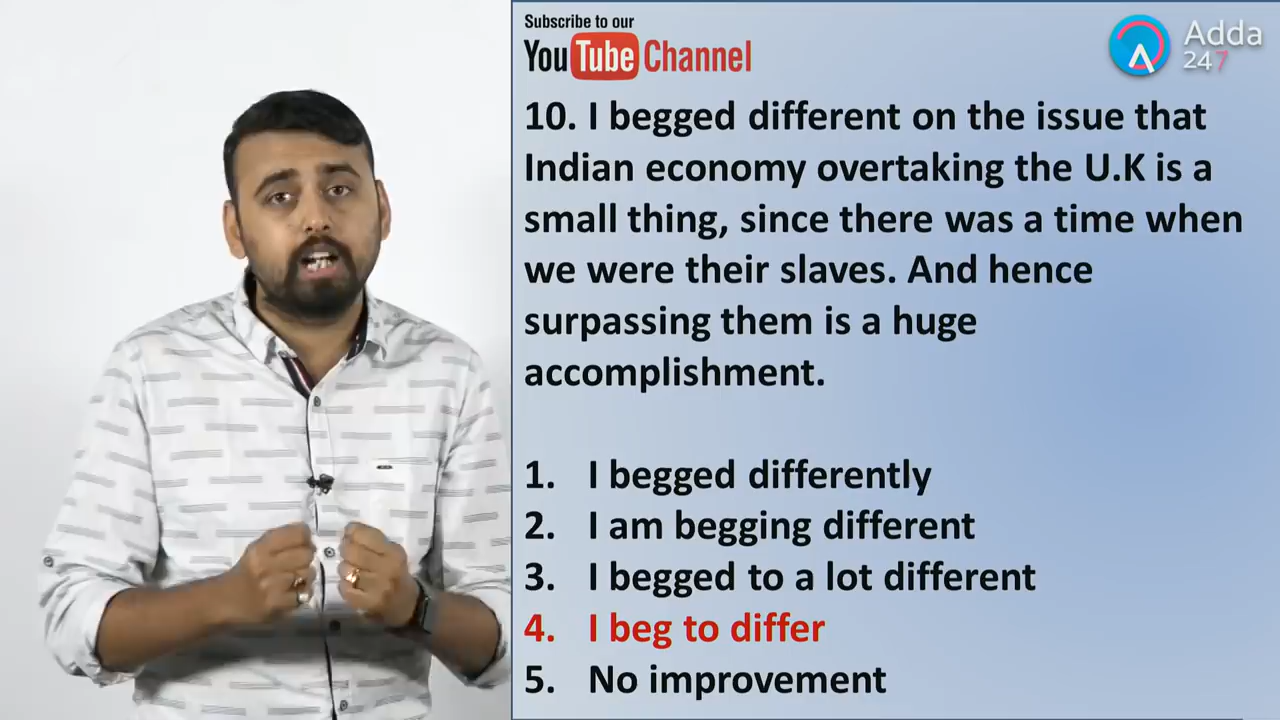 Subscribe to our
YouTube Channel
Adda
247
10. I begged different on the issue that
Indian economy overtaking the U.K is a
small thing, since there was a time when
we were their slaves. And hence
surpassing them is a huge
accomplishment.
1. I begged differently
2. I am begging different
3. I begged to a lot different
4. I beg to differ
5. No improvement